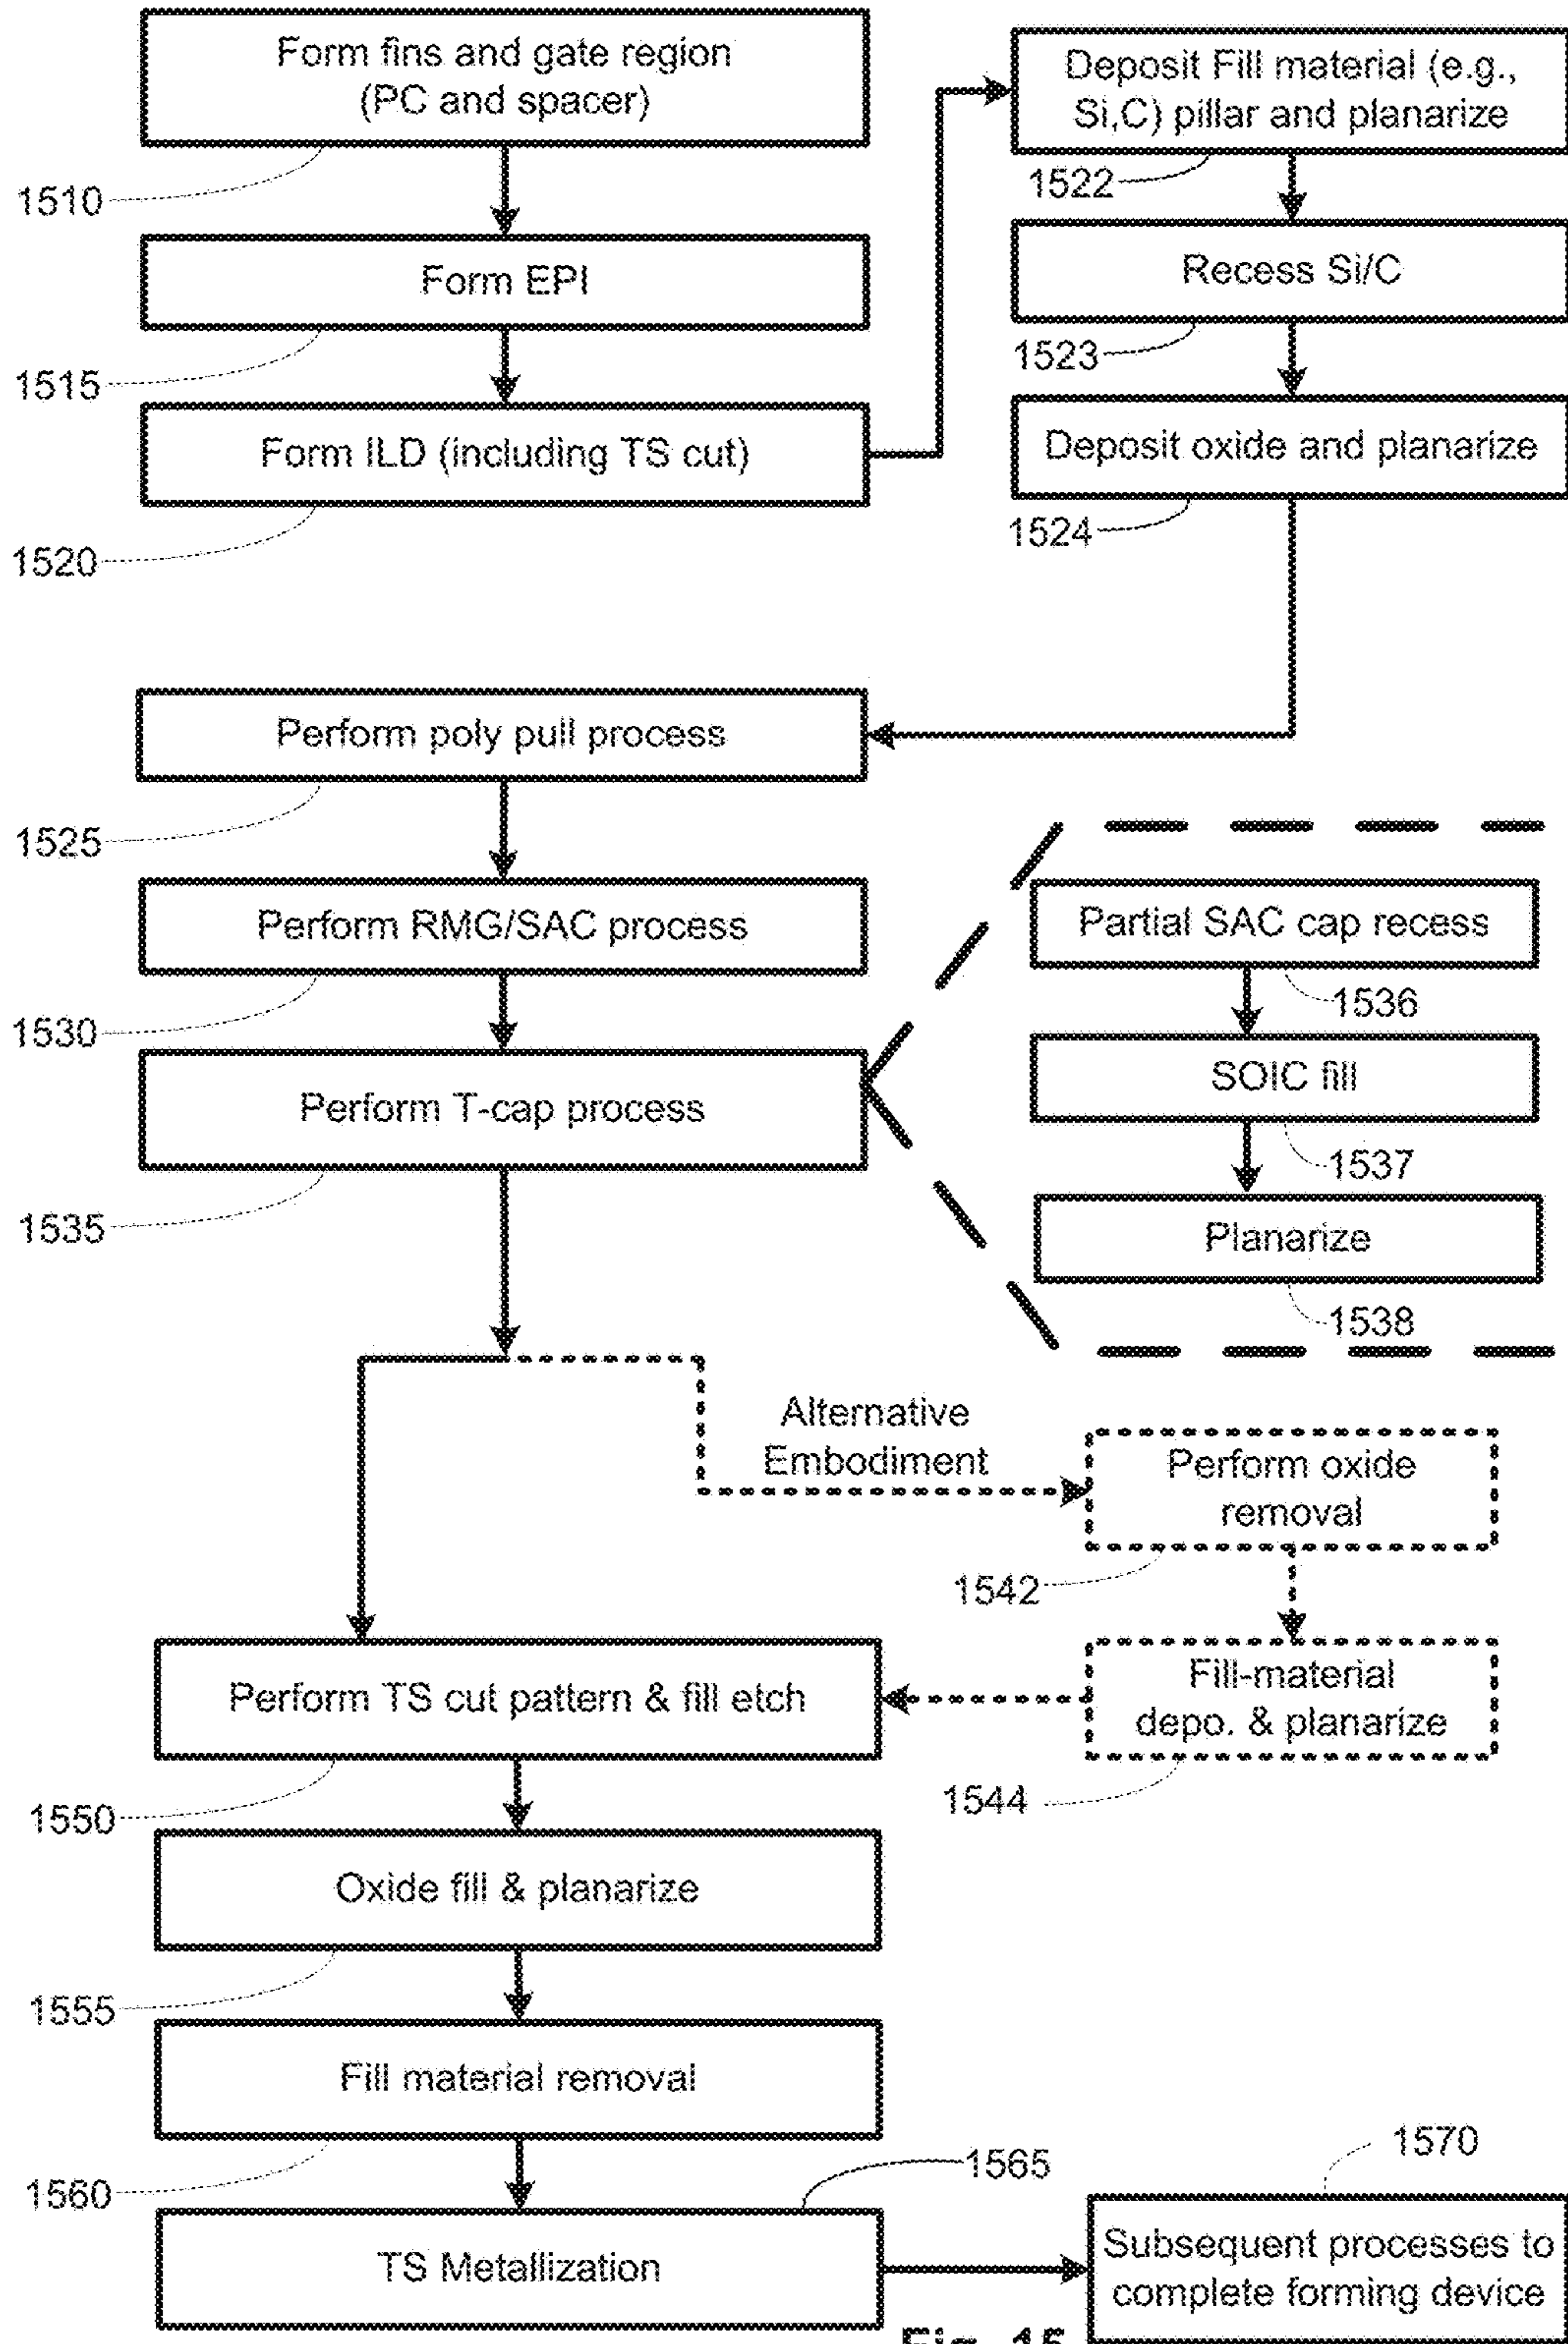 Form fins and gate region
(PC and spacer)
1510
Form EPI
1515
Form ILD (including TS cut)
1520
Deposit Fill material (e.g.,
Si,C) pillar and planarize
1522
Recess Si/C
1523
Deposit oxide and planarize
1524
Perform poly pull process
1525
Perform RMG/SAC process
1530
Perform T-cap process
1535
Partial SAC cap recess
1536
SOIC fill
1537
Planarize
1538
Alternative
Embodiment
Perform oxide
removal
1542
Fill-material
depo. & planarize
1544
Perform TS cut pattern & fill etch
1550
Oxide fill & planarize
1555
Fill material removal
1560
TS Metallization
1565
Subsequent processes to
complete forming device
1570
Fig. 15